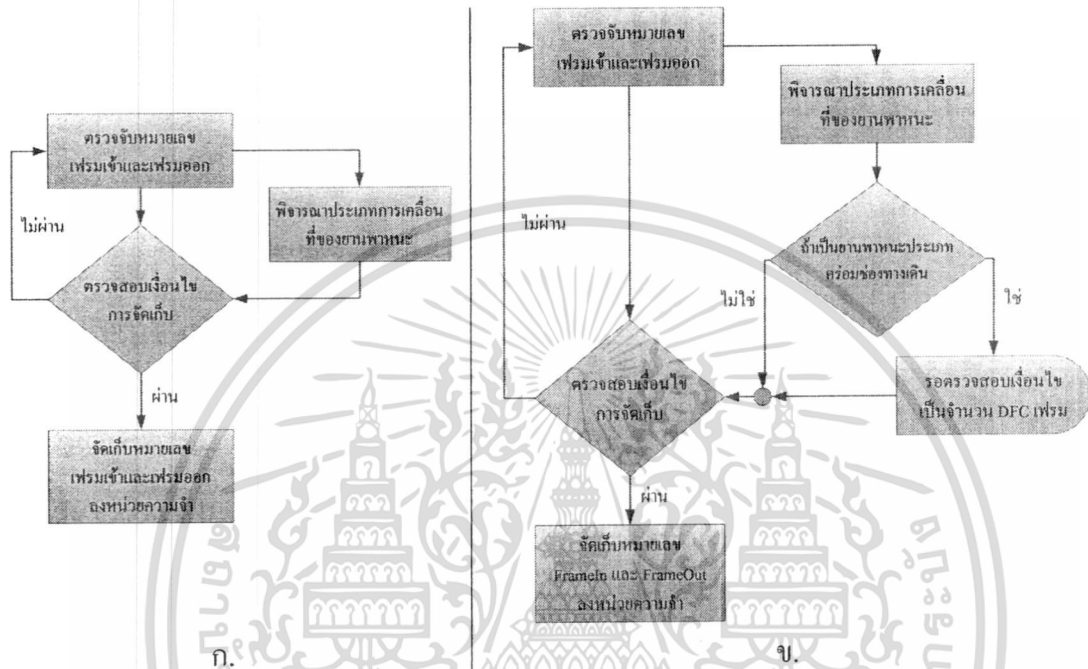 ตรวจจับหมายเลข
เฟรมเข้าและเฟรมออก
พิจารณาประเภทการเคลื่อน
ที่ของยานพาหนะ
ไม่ผ่าน
ตรวจสอบเงื่อนไข
การจัดเก็บ
ผ่าน
จัดเก็บหมายเลข
เฟรมเข้าและเฟรมออก
ลงหน่วยความจำ
ก.
ตรวจจับหมายเลข
เฟรมเข้าและเฟรมออก
พิจารณาประเภทการเคลื่อน
ที่ของยานพาหนะ
ไม่ผ่าน
ถ้าเป็นยานพาหนะประเภท
คร่อมช่องทางเดิน
ไม่ใช่
ใช่
ตรวจสอบเงื่อนไข
การจัดเก็บ
รอตรวจสอบเงื่อนไข
เป็นจำนวน DFC เฟรม
ผ่าน
จัดเก็บหมายเลข
FrameIn และ FrameOut
ลงหน่วยความจำ
ข.